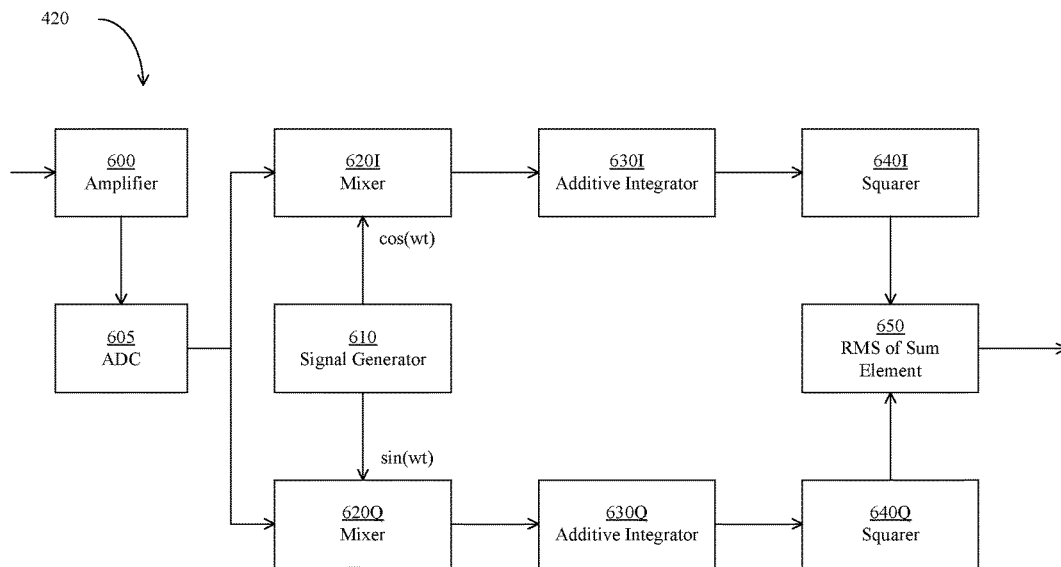 420
600
Amplifier
620I
Mixer
630I
Additive Integrator
640I
Squarer
cos(wt)
605
ADC
610
Signal Generator
650
RMS of Sum
Element
sin(wt)
620Q
Mixer
630Q
Additive Integrator
640Q
Squarer